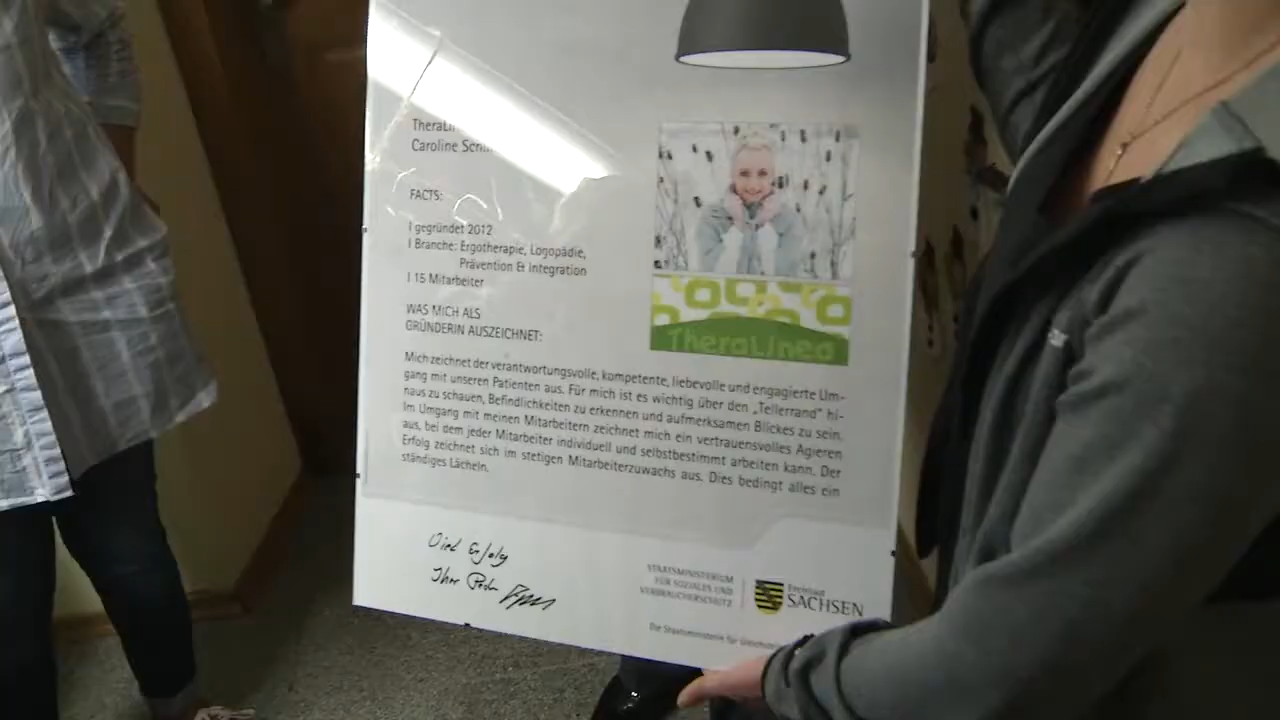 Caroline
FACTS:
| gegründet 2012
| Branche: Ergotherapie, Logopädie,
Prävention & Integration
| 15 Mitarbeiter
WAS MICH ALS
GRÜNDERIN AUSZEICHNET:
TheraLinea
Mich zeichnet der verantwortungsvolle, kompetente, liebevolle und engagierte Um-
gang mit unseren Patienten aus. Für mich ist es wichtig über den „Tellerrand" hi-
naus zu schauen, Befindlichkeiten zu erkennen und aufmerksamen Blickes zu sein.
Im Umgang mit meinen Mitarbeitern zeichnet mich ein vertrauensvolles Agieren
aus, bei dem jeder Mitarbeiter individuell und selbstbestimmt arbeiten kann. Der
Erfolg zeichnet sich im stetigen Mitarbeiterzuwachs aus. Dies bedingt alles ein
ständiges Lächeln.
Viel Erfolg
Ihre Petra
STAATSMINISTERIUM
FÜR SOZIALES UND
VERBRAUCHERSCHUTZ
Freistaat
SACHSEN
Die Staatsministerin für